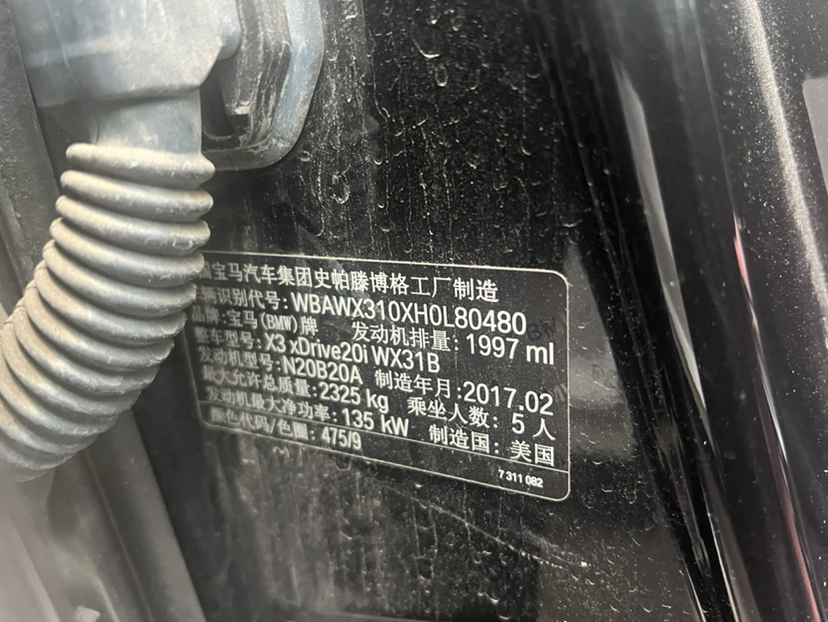 国宝马汽车集团史帕滕博格工厂制造
车辆识别代号: WBAWX310XH0L80480
品牌: 宝马(BMW)牌 发动机排量: 1997 ml
整车型号: X3 xDrive20i WX31B
发动机型号: N20B20A 制造年月: 2017.02
最大允许总质量: 2325 kg 乘坐人数: 5 人
发动机最大净功率: 135 kW 制造国: 美国
颜色代码/色圈: 475/9
7 311 082